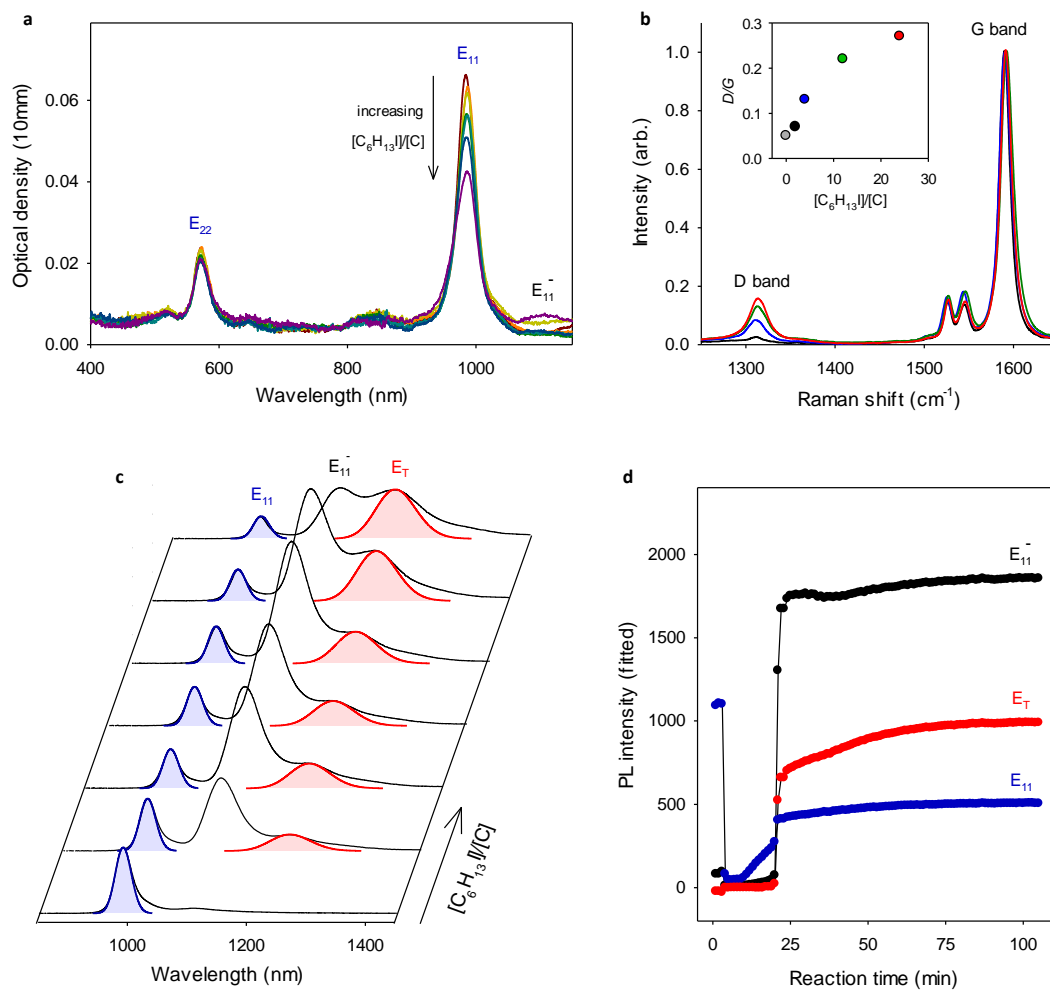 a
E₁₁
increasing
[C₆H₁₃I]/[C]
E₂₂
E₁₁⁻
Optical density (10mm)
0.06
0.04
0.02
0.00
400 600 800 1000
Wavelength (nm)
b
G band
D band
Intensity (arb.)
1.0
0.8
0.6
0.4
0.2
0.0
1300 1400 1500 1600
Raman shift (cm⁻¹)
D/G
0.3
0.2
0.1
0.0
0 10 20 30
[C₆H₁₃I]/[C]
c
E₁₁
E₁₁⁻
E_T
[C₆H₁₃I]/[C]
1000 1200 1400
Wavelength (nm)
d
E₁₁⁻
E_T
E₁₁
PL intensity (fitted)
2000
1500
1000
500
0
0 25 50 75 100
Reaction time (min)